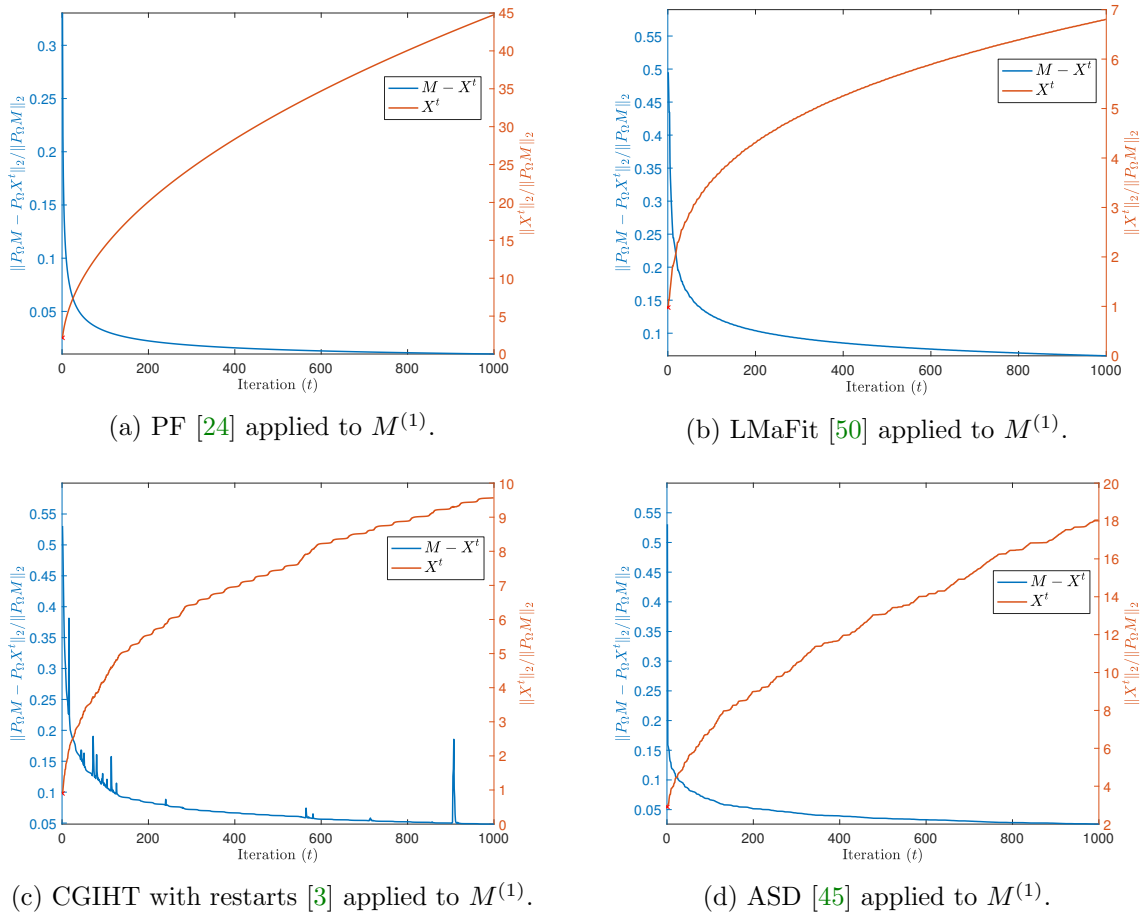 0.3
0.25
0.2
0.15
0.1
0.05
‖P_Ω M − P_Ω X^t‖_2/‖P_Ω M‖_2
M − X^t
X^t
45
40
35
30
25
20
15
10
5
0
‖X^t‖_2/‖P_Ω M‖_2
0 200 400 600 800 1000
Iteration (t)
(a) PF [24] applied to M^(1).
0.55
0.5
0.45
0.4
0.35
0.3
0.25
0.2
0.15
0.1
‖P_Ω M − P_Ω X^t‖_2/‖P_Ω M‖_2
M − X^t
X^t
7
6
5
4
3
2
1
0
‖X^t‖_2/‖P_Ω M‖_2
0 200 400 600 800 1000
Iteration (t)
(b) LMaFit [50] applied to M^(1).
0.55
0.5
0.45
0.4
0.35
0.3
0.25
0.2
0.15
0.1
0.05
‖P_Ω M − P_Ω X^t‖_2/‖P_Ω M‖_2
M − X^t
X^t
10
9
8
7
6
5
4
3
2
1
0
‖X^t‖_2/‖P_Ω M‖_2
0 200 400 600 800 1000
Iteration (t)
(c) CGIHT with restarts [3] applied to M^(1).
0.55
0.5
0.45
0.4
0.35
0.3
0.25
0.2
0.15
0.1
0.05
‖P_Ω M − P_Ω X^t‖_2/‖P_Ω M‖_2
M − X^t
X^t
20
18
16
14
12
10
8
6
4
2
‖X^t‖_2/‖P_Ω M‖_2
0 200 400 600 800 1000
Iteration (t)
(d) ASD [45] applied to M^(1).